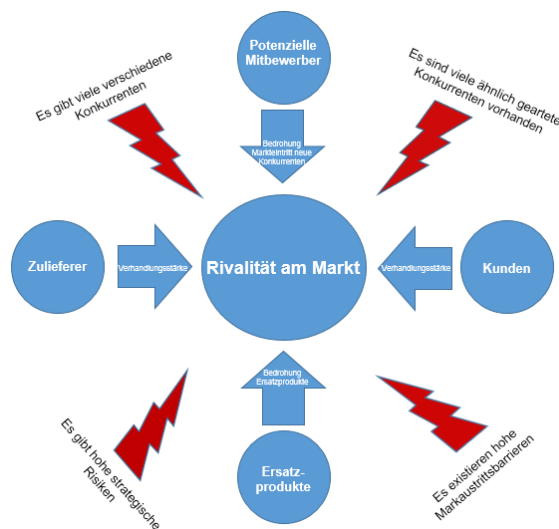 Potenzielle
Mitbewerber
Es gibt viele verschiedene
Konkurrenten
Es sind viele ähnlich geartete
Konkurrenten vorhanden
Bedrohung
Markteintritt neue
Konkurrenten
Zulieferer
Verhandlungsstärke
Rivalität am Markt
Verhandlungsstärke
Kunden
Bedrohung
Ersatzprodukte
Es gibt hohe strategische
Risiken
Ersatz-
produkte
Es existieren hohe
Markaustrittsbarrieren